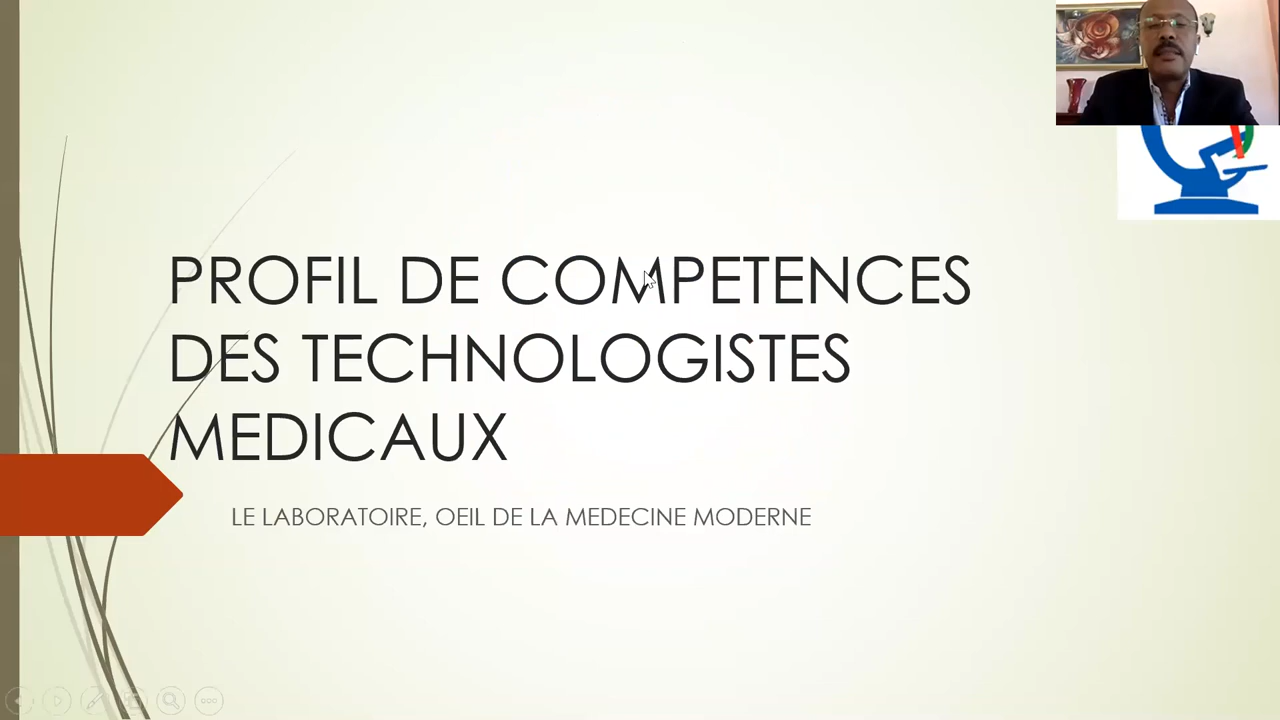 PROFIL DE COMPETENCES
DES TECHNOLOGISTES
MEDICAUX
LE LABORATOIRE, OEIL DE LA MEDECINE MODERNE